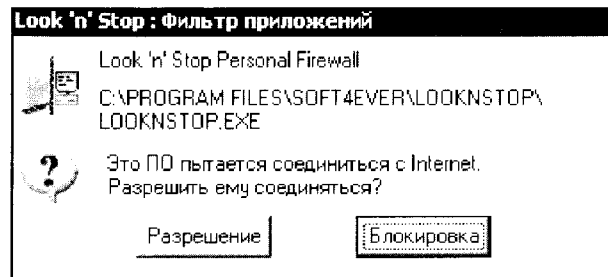 Look 'n' Stop : Фильтр приложений
Look 'n' Stop Personal Firewall
C:\PROGRAM FILES\SOFT4EVER\LOOKNSTOP\
LOOKNSTOP.EXE
Это ПО пытается соединиться с Internet.
Разрешить ему соединяться?
Разрешение
Блокировка